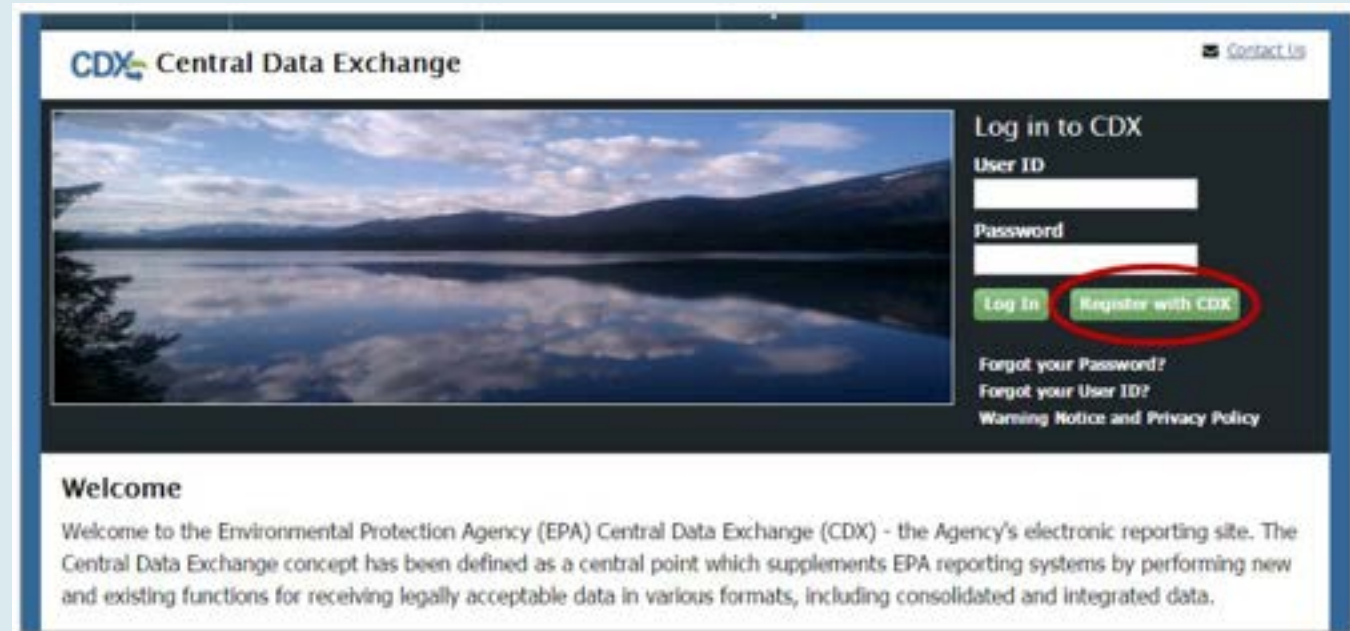 CDX Central Data Exchange
Contact Us
Log in to CDX
User ID
Password
Log In Register with CDX
Forgot your Password?
Forgot your User ID?
Warning Notice and Privacy Policy
Welcome
Welcome to the Environmental Protection Agency (EPA) Central Data Exchange (CDX) - the Agency's electronic reporting site. The
Central Data Exchange concept has been defined as a central point which supplements EPA reporting systems by performing new
and existing functions for receiving legally acceptable data in various formats, including consolidated and integrated data.